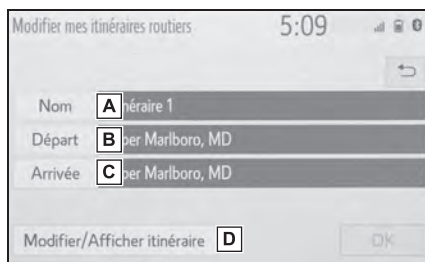 Modifier mes itinéraires routiers 5:09
Nom A néraire 1
Départ B per Marlboro, MD
Arrivée C per Marlboro, MD
Modifier/Afficher itinéraire D OK